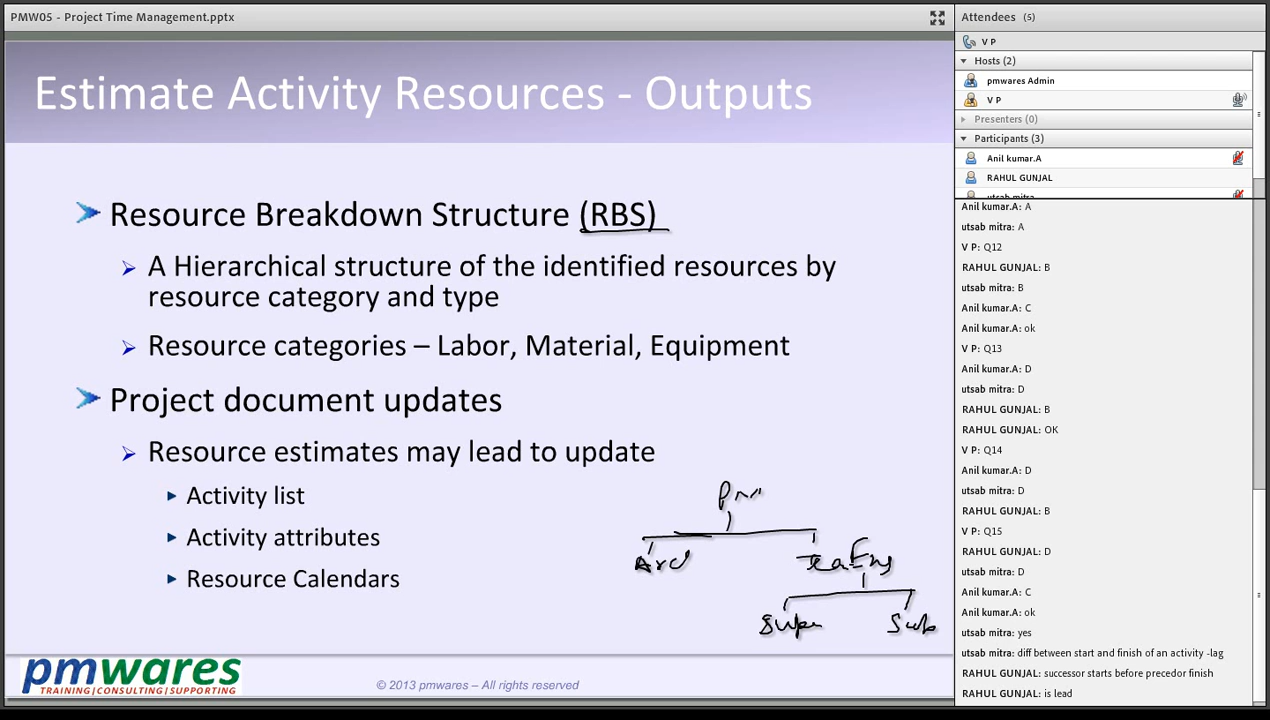 PMW05 - Project Time Management.pptx
Estimate Activity Resources - Outputs
Resource Breakdown Structure (RBS)
A Hierarchical structure of the identified resources by
resource category and type
Resource categories – Labor, Material, Equipment
Project document updates
Resource estimates may lead to update
Activity list
Activity attributes
Resource Calendars
pmwares
TRAINING|CONSULTING|SUPPORTING
© 2013 pmwares – All rights reserved
Attendees (5)
V P
Hosts (2)
pmwares Admin
V P
Presenters (0)
Participants (3)
Anil kumar.A
RAHUL GUNJAL
utsab mitra
Anil kumar.A: A
utsab mitra: A
V P: Q12
RAHUL GUNJAL: B
utsab mitra: B
Anil kumar.A: C
Anil kumar.A: ok
V P: Q13
Anil kumar.A: D
utsab mitra: D
RAHUL GUNJAL: B
RAHUL GUNJAL: OK
V P: Q14
Anil kumar.A: D
utsab mitra: D
RAHUL GUNJAL: B
V P: Q15
RAHUL GUNJAL: D
utsab mitra: D
Anil kumar.A: C
Anil kumar.A: ok
utsab mitra: yes
utsab mitra: diff between start and finish of an activity -lag
RAHUL GUNJAL: successor starts before precedor finish
RAHUL GUNJAL: is lead